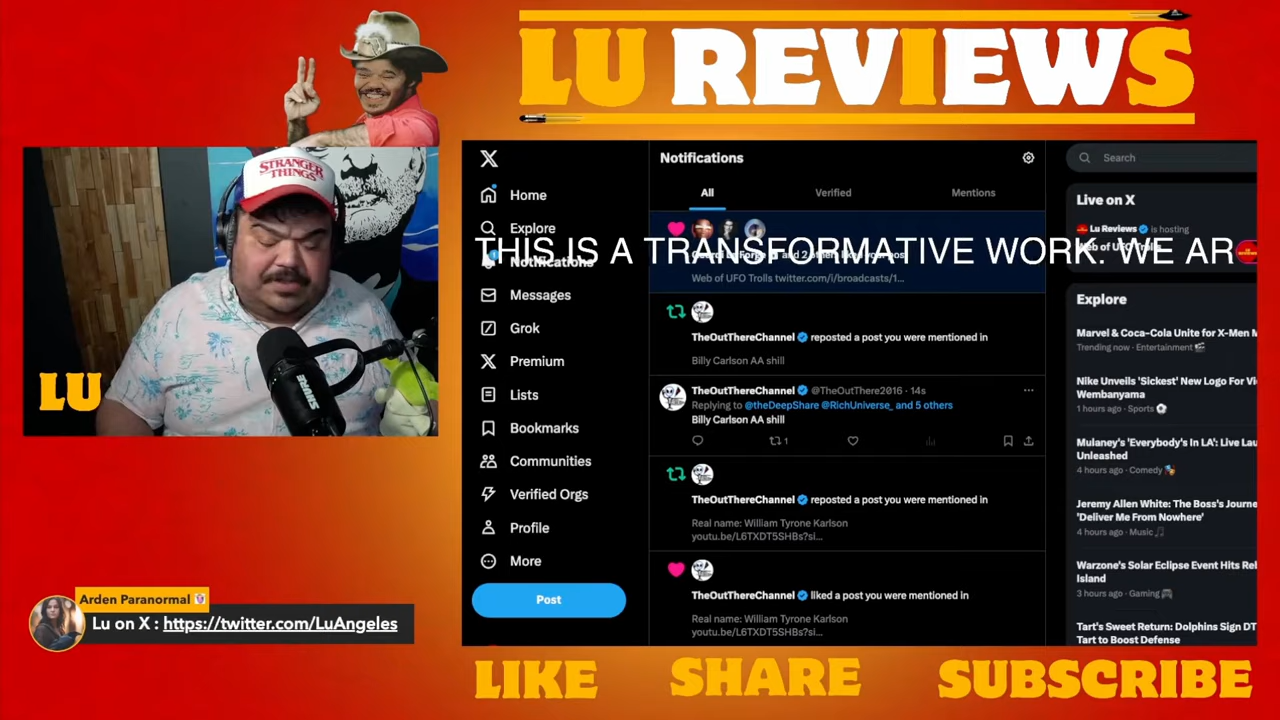 LU REVIEWS
STRANGER THINGS
SHURE
LU
Arden Paranormal
Lu on X : https://twitter.com/LuAngeles
Home
Explore
Notifications
Messages
Grok
Premium
Lists
Bookmarks
Communities
Verified Orgs
Profile
More
Post
Notifications
All Verified Mentions
THIS IS A TRANSFORMATIVE WORK. WE AR
Web of UFO Trolls twitter.com/i/broadcasts/1...
TheOutThereChannel reposted a post you were mentioned in
Billy Carlson AA shill
TheOutThereChannel @TheOutThere2016 · 14s
Replying to @theDeepShare @RichUniverse_ and 5 others
Billy Carlson AA shill
1
TheOutThereChannel reposted a post you were mentioned in
Real name: William Tyrone Karlson
youtu.be/L6TXDT5SHBs?si...
TheOutThereChannel liked a post you were mentioned in
Real name: William Tyrone Karlson
youtu.be/L6TXDT5SHBs?si...
Search
Live on X
Lu Reviews is hosting
Web of UFO Trolls
Explore
Marvel & Coca-Cola Unite for X-Men M
Trending now · Entertainment
Nike Unveils 'Sickest' New Logo For Vi
Wembanyama
1 hours ago · Sports
Mulaney's 'Everybody's In LA': Live Lau
Unleashed
4 hours ago · Comedy
Jeremy Allen White: The Boss's Journe
'Deliver Me From Nowhere'
4 hours ago · Music
Warzone's Solar Eclipse Event Hits Rel
Island
3 hours ago · Gaming
Tart's Sweet Return: Dolphins Sign DT
Tart to Boost Defense
LIKE SHARE SUBSCRIBE